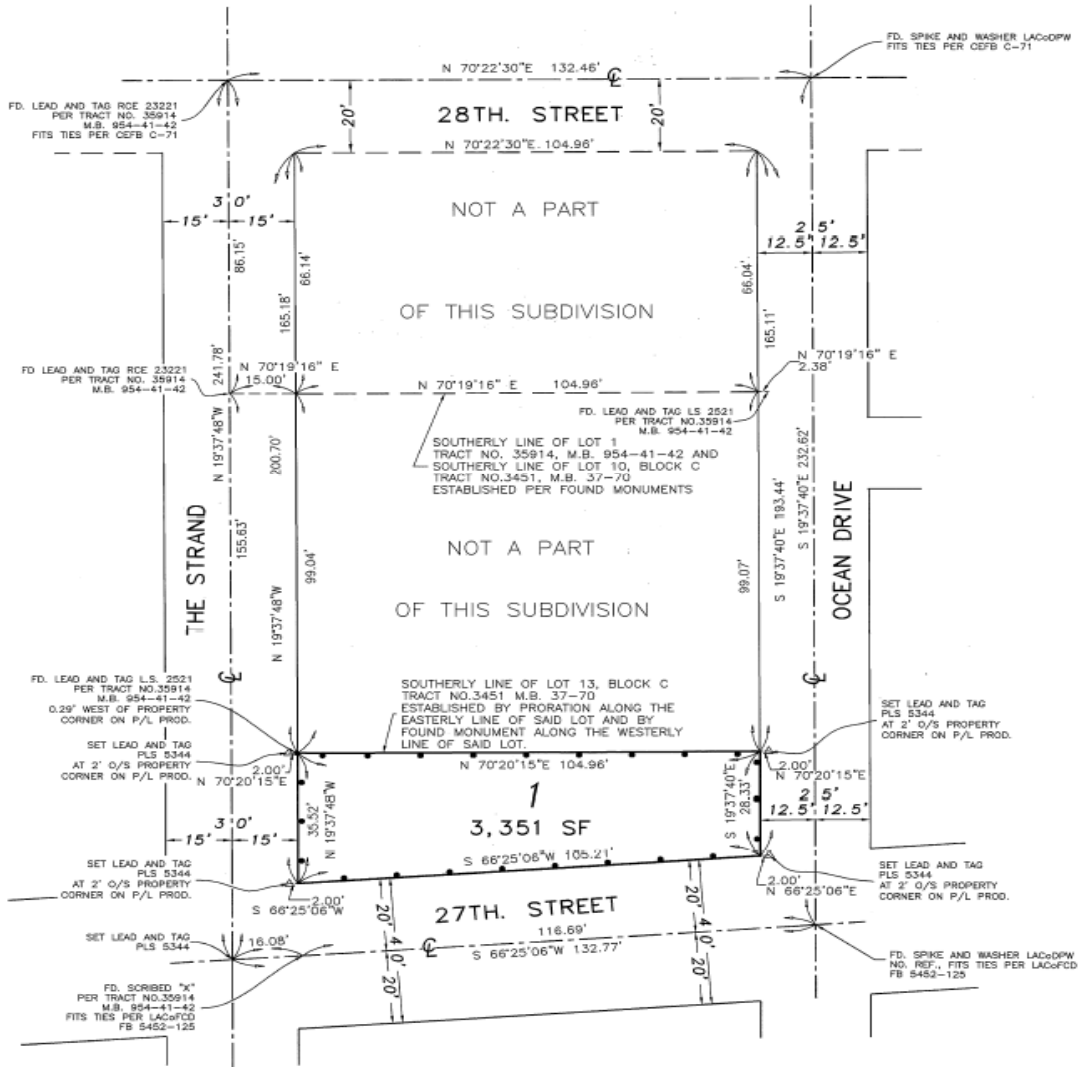 FD. SPIKE AND WASHER LACoDPW
FITS TIES PER CEFB C-71
N 70°22'30"E 132.46'
℄
FD. LEAD AND TAG RCE 23221
PER TRACT NO. 35914
M.B. 954-41-42
FITS TIES PER CEFB C-71
20'
28TH. STREET
20'
N 70°22'30"E. 104.96'
NOT A PART
30'
15' 15'
25'
12.5' 12.5'
86.15'
66.14'
66.04'
OF THIS SUBDIVISION
165.18'
165.11'
FD LEAD AND TAG RCE 23221
PER TRACT NO. 35914
M.B. 954-41-42
241.78'
N 70°19'16" E
15.00'
N 70°19'16" E 104.96'
N 70°19'16" E
2.38'
FD. LEAD AND TAG LS 2521
PER TRACT NO.35914
M.B. 954-41-42
N 19°37'48"W
200.70'
SOUTHERLY LINE OF LOT 1
TRACT NO. 35914, M.B. 954-41-42 AND
SOUTHERLY LINE OF LOT 10, BLOCK C
TRACT NO.3451, M.B. 37-70
ESTABLISHED PER FOUND MONUMENTS
S 19°37'40"E 232.62'
S 19°37'40"E 193.44'
THE STRAND
155.63'
99.04'
NOT A PART
99.07'
OCEAN DRIVE
N 19°37'48"W
OF THIS SUBDIVISION
℄
℄
FD. LEAD AND TAG L.S. 2521
PER TRACT NO.35914
M.B. 954-41-42
0.29' WEST OF PROPERTY
CORNER ON P/L PROD.
SOUTHERLY LINE OF LOT 13, BLOCK C
TRACT NO.3451 M.B. 37-70
ESTABLISHED BY PRORATION ALONG THE
EASTERLY LINE OF SAID LOT AND BY
FOUND MONUMENT ALONG THE WESTERLY
LINE OF SAID LOT.
SET LEAD AND TAG
PLS 5344
AT 2' O/S PROPERTY
CORNER ON P/L PROD.
SET LEAD AND TAG
PLS 5344
AT 2' O/S PROPERTY
CORNER ON P/L PROD.
2.00'
N 70°20'15"E
N 70°20'15"E 104.96'
2.00'
N 70°20'15"E
35.52'
N 19°37'48"W
1
3,351 SF
S 19°37'40"E
28.33'
25'
12.5' 12.5'
30'
15' 15'
S 66°25'06"W 105.21'
SET LEAD AND TAG
PLS 5344
AT 2' O/S PROPERTY
CORNER ON P/L PROD.
2.00'
S 66°25'06"W
2.00'
N 66°25'06"E
SET LEAD AND TAG
PLS 5344
AT 2' O/S PROPERTY
CORNER ON P/L PROD.
20'
27TH. STREET
20'
40'
40'
SET LEAD AND TAG
PLS 5344
16.08'
℄
116.69'
S 66°25'06"W 132.77'
FD. SPIKE AND WASHER LACoDPW
NO. REF., FITS TIES PER LACoFCD
FB 5452-125
20'
20'
FD. SCRIBED "X"
PER TRACT NO.35914
M.B. 954-41-42
FITS TIES PER LACoFCD
FB 5452-125